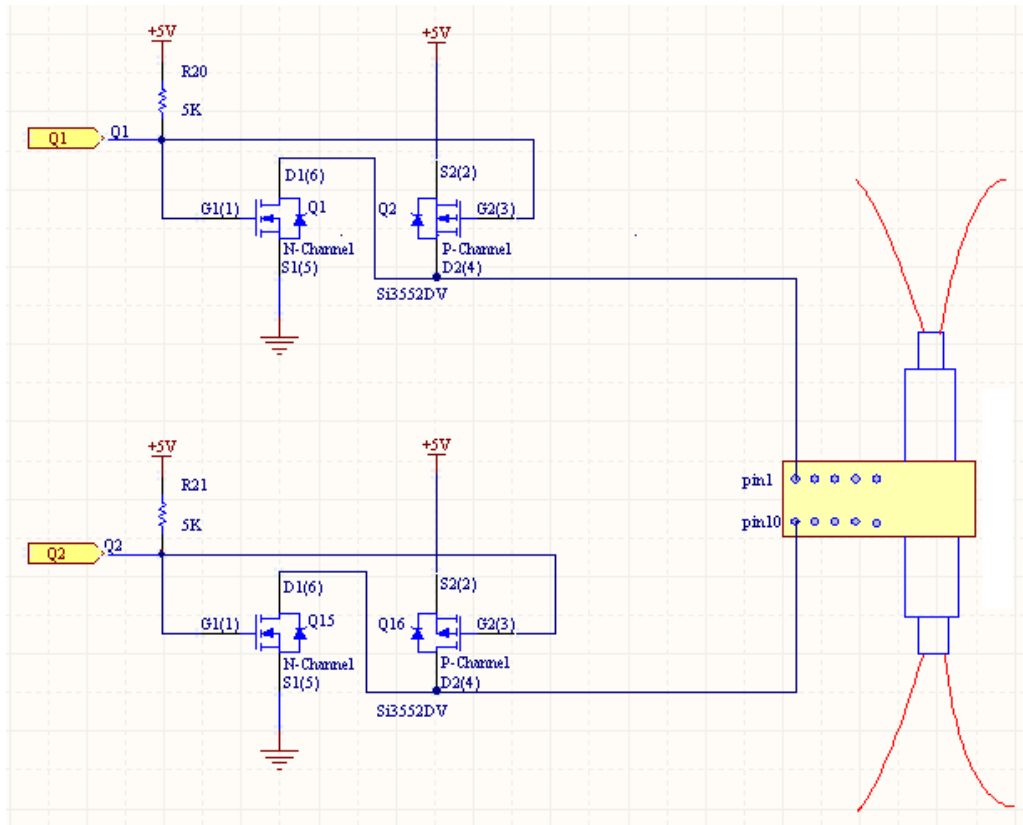 +5V
+5V
R20
5K
Q1
Q1
D1(6)
S2(2)
G1(1)
Q1
Q2
G2(3)
N-Channel
P-Channel
S1(5)
D2(4)
Si3552DV
+5V
+5V
pin1
R21
pin10
5K
Q2
Q2
D1(6)
S2(2)
G1(1)
Q15
Q16
G2(3)
N-Channel
P-Channel
S1(5)
D2(4)
Si3552DV